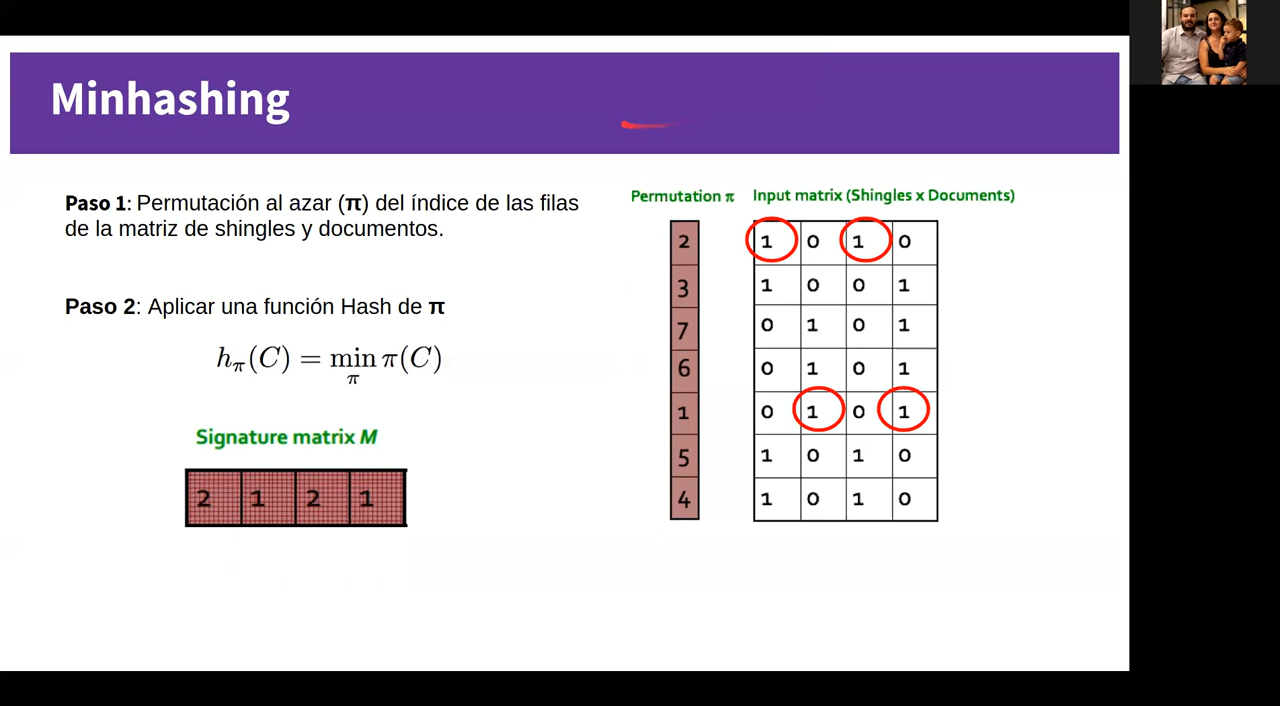 Minhashing
Paso 1: Permutación al azar (π) del índice de las filas
de la matriz de shingles y documentos.
Paso 2: Aplicar una función Hash de π
hπ(C) = min π(C)
π
Signature matrix M
2 1 2 1
Permutation π Input matrix (Shingles x Documents)
2 1 0 1 0
3 1 0 0 1
7 0 1 0 1
6 0 1 0 1
1 0 1 0 1
5 1 0 1 0
4 1 0 1 0